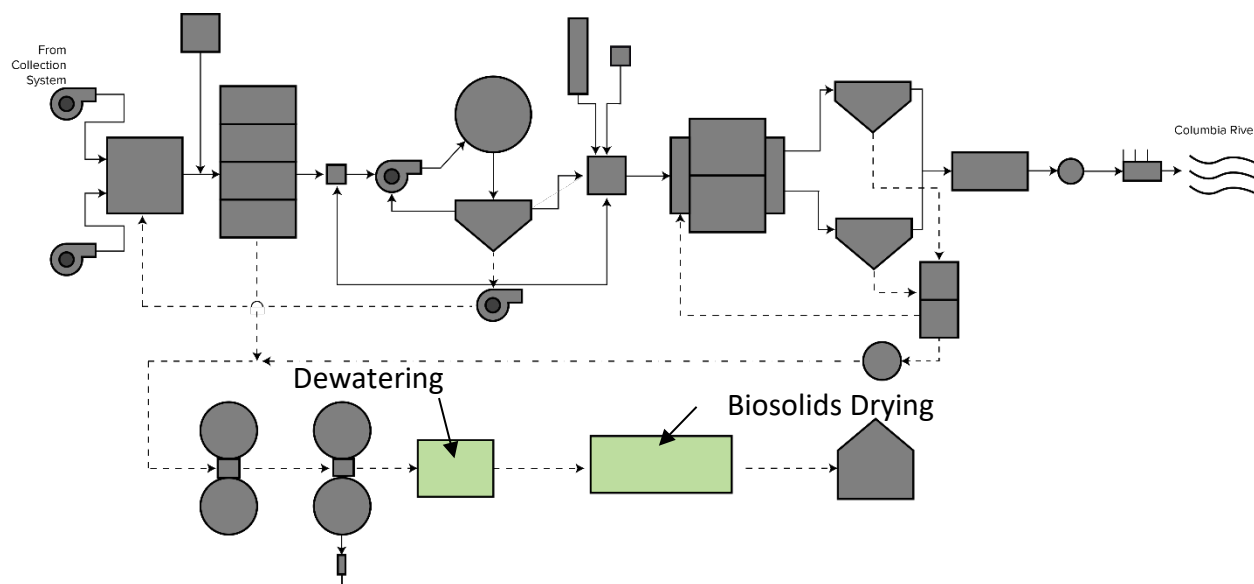 From
Collection
System
Columbia Rive
Dewatering
Biosolids Drying